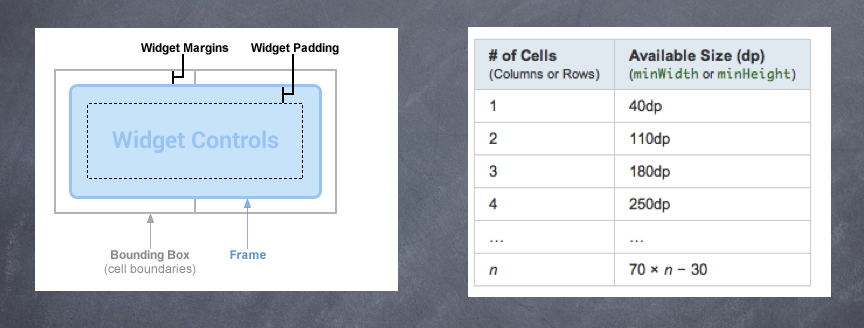 Widget Margins Widget Padding
Widget Controls
Bounding Box
(cell boundaries)
Frame
# of Cells Available Size (dp)
(Columns or Rows) (minWidth or minHeight)
1 40dp
2 110dp
3 180dp
4 250dp
... ...
n 70 × n − 30